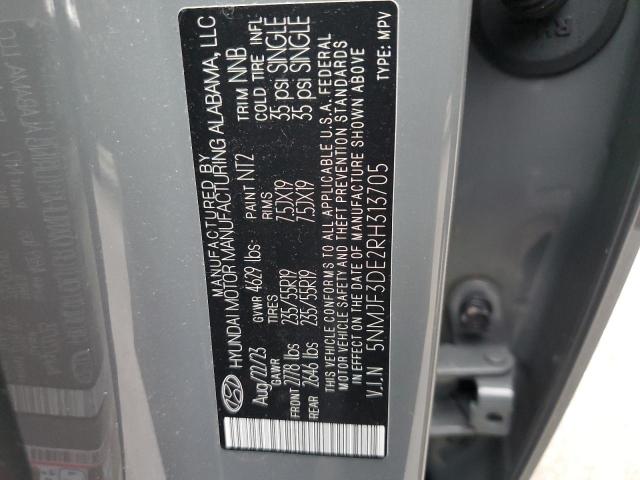 MANUFACTURED BY
HYUNDAI MOTOR MANUFACTURING ALABAMA, LLC
Aug/22/23 GVWR 4629 lbs PAINT NT2 TRIM NNB
GAWR TIRES RIMS COLD TIRE INFL
FRONT 2778 lbs 235/55R19 7.5JX19 35 psi SINGLE
REAR 2646 lbs 235/55R19 7.5JX19 35 psi SINGLE
THIS VEHICLE CONFORMS TO ALL APPLICABLE U.S.A. FEDERAL
MOTOR VEHICLE SAFETY AND THEFT PREVENTION STANDARDS
IN EFFECT ON THE DATE OF MANUFACTURE SHOWN ABOVE
V.I.N 5NMJF3DE2RH313705 TYPE: MPV